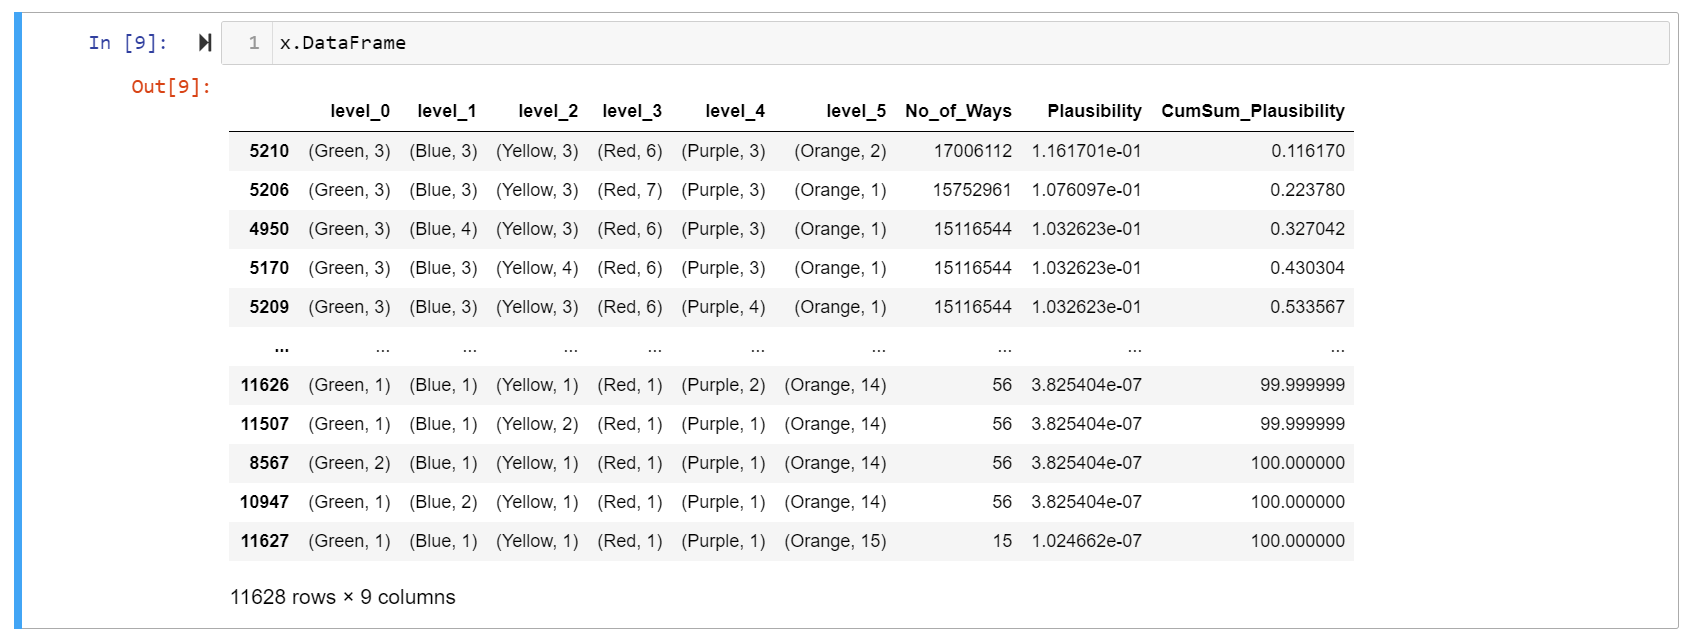 In [9]: 1 x.DataFrame
Out[9]:
level_0 level_1 level_2 level_3 level_4 level_5 No_of_Ways Plausibility CumSum_Plausibility
5210 (Green, 3) (Blue, 3) (Yellow, 3) (Red, 6) (Purple, 3) (Orange, 2) 17006112 1.161701e-01 0.116170
5206 (Green, 3) (Blue, 3) (Yellow, 3) (Red, 7) (Purple, 3) (Orange, 1) 15752961 1.076097e-01 0.223780
4950 (Green, 3) (Blue, 4) (Yellow, 3) (Red, 6) (Purple, 3) (Orange, 1) 15116544 1.032623e-01 0.327042
5170 (Green, 3) (Blue, 3) (Yellow, 4) (Red, 6) (Purple, 3) (Orange, 1) 15116544 1.032623e-01 0.430304
5209 (Green, 3) (Blue, 3) (Yellow, 3) (Red, 6) (Purple, 4) (Orange, 1) 15116544 1.032623e-01 0.533567
... ... ... ... ... ... ... ... ... ...
11626 (Green, 1) (Blue, 1) (Yellow, 1) (Red, 1) (Purple, 2) (Orange, 14) 56 3.825404e-07 99.999999
11507 (Green, 1) (Blue, 1) (Yellow, 2) (Red, 1) (Purple, 1) (Orange, 14) 56 3.825404e-07 99.999999
8567 (Green, 2) (Blue, 1) (Yellow, 1) (Red, 1) (Purple, 1) (Orange, 14) 56 3.825404e-07 100.000000
10947 (Green, 1) (Blue, 2) (Yellow, 1) (Red, 1) (Purple, 1) (Orange, 14) 56 3.825404e-07 100.000000
11627 (Green, 1) (Blue, 1) (Yellow, 1) (Red, 1) (Purple, 1) (Orange, 15) 15 1.024662e-07 100.000000
11628 rows × 9 columns